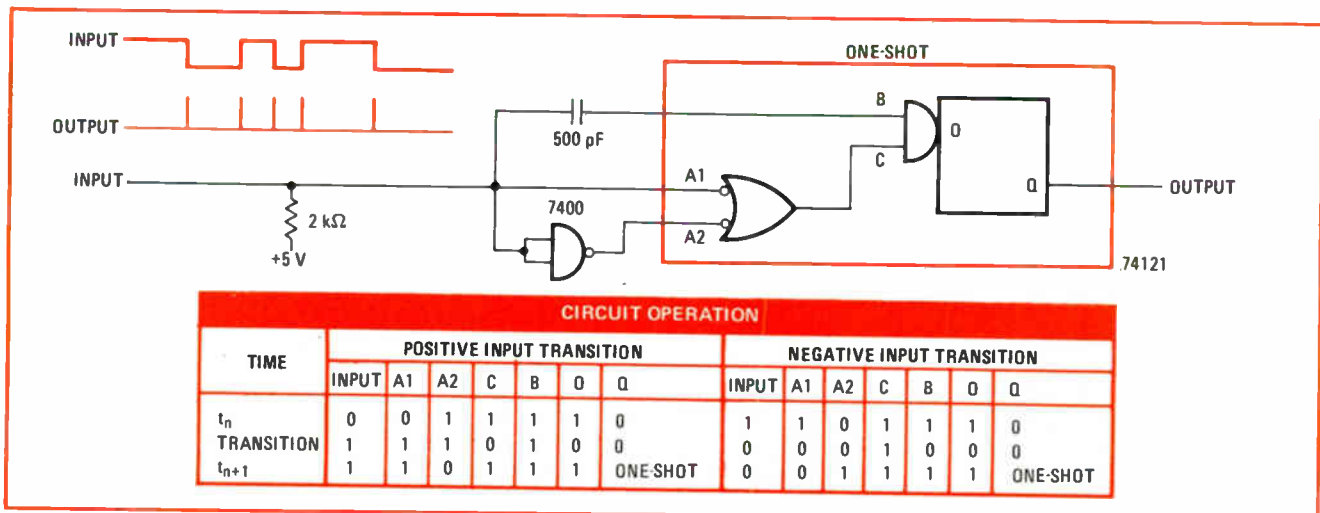 INPUT
OUTPUT
INPUT
2 kΩ
+5 V
500 pF
7400
ONE-SHOT
B
C
A1
A2
O
Q
OUTPUT
74121
CIRCUIT OPERATION
TIME POSITIVE INPUT TRANSITION NEGATIVE INPUT TRANSITION
INPUT A1 A2 C B O Q INPUT A1 A2 C B O Q
tn 0 0 1 1 1 1 0 1 1 0 1 1 1 0
TRANSITION 1 1 1 0 1 0 0 0 0 0 1 0 0 0
tn+1 1 1 0 1 1 1 ONE-SHOT 0 0 1 1 1 1 ONE-SHOT